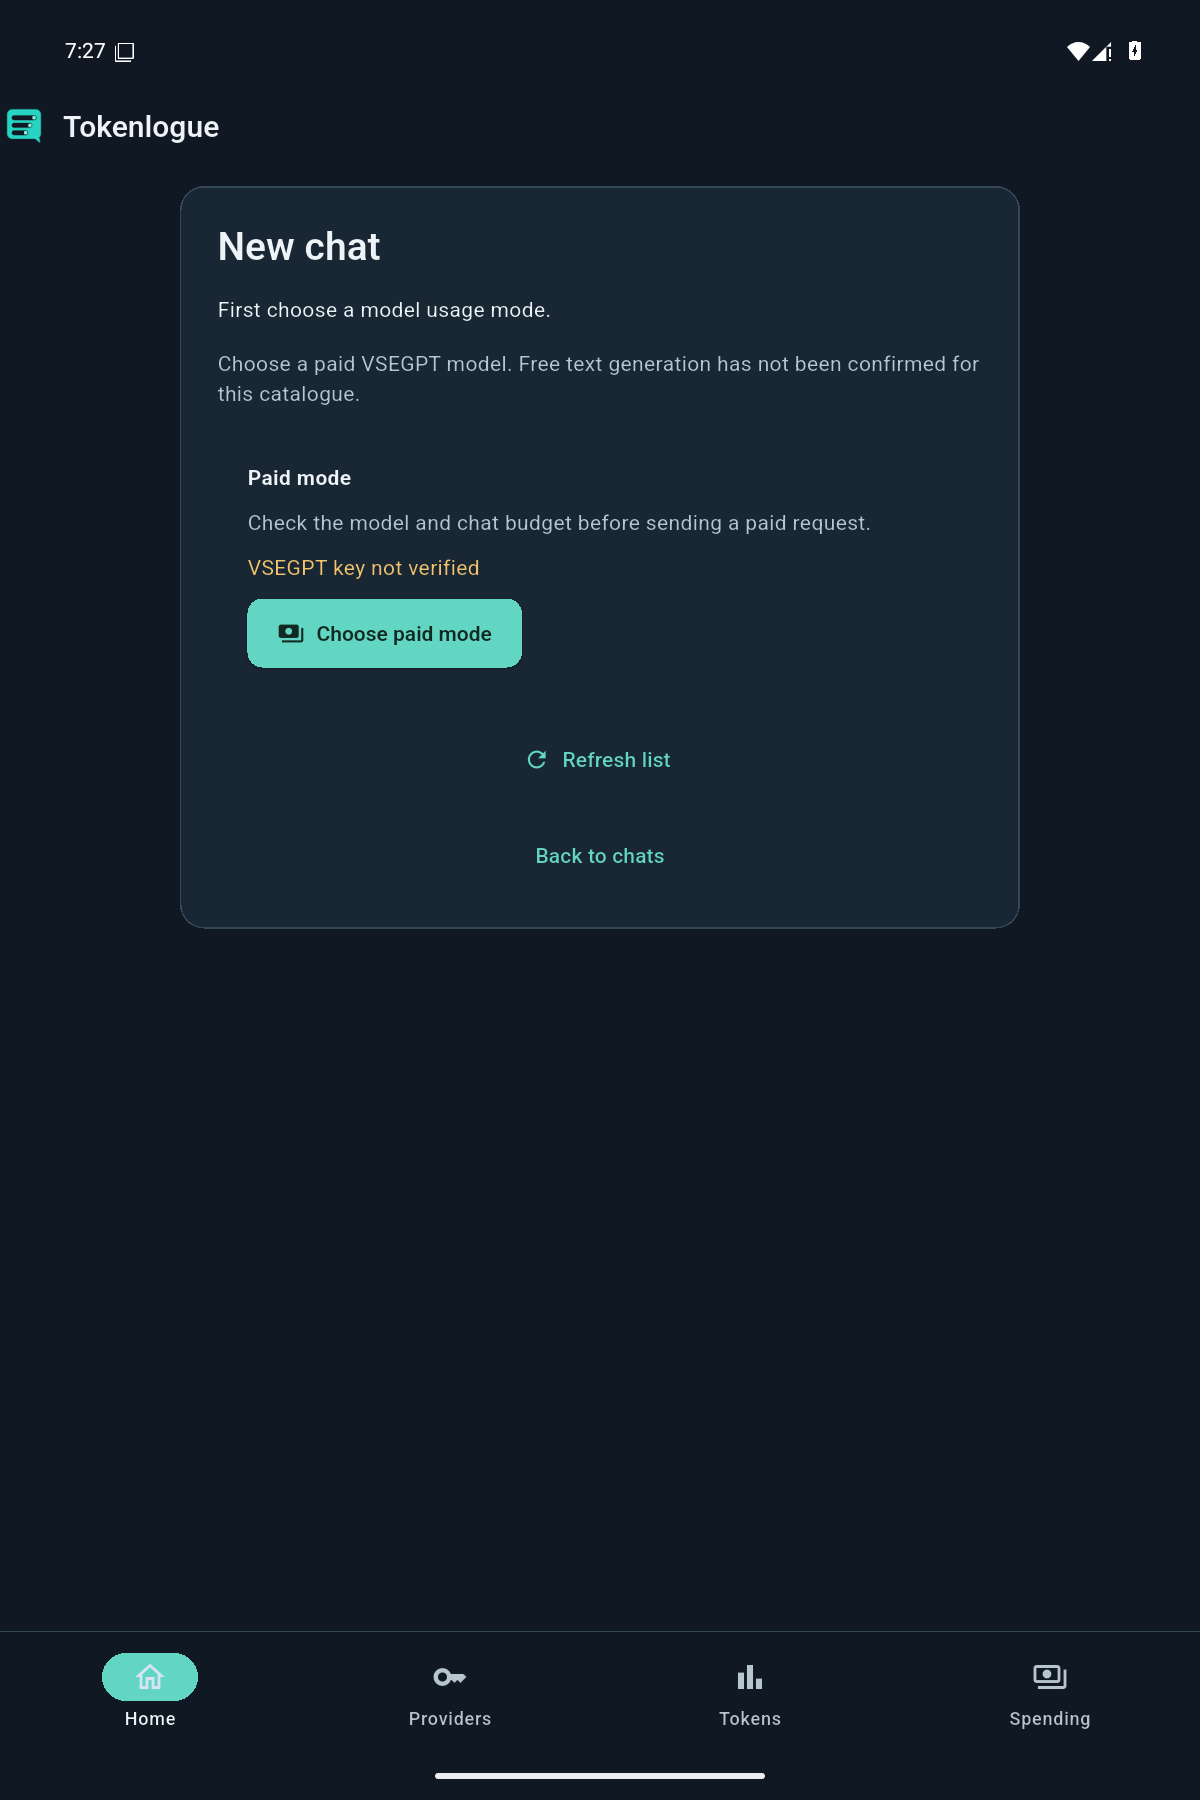 7:27
Tokenlogue
New chat
First choose a model usage mode.
Choose a paid VSEGPT model. Free text generation has not been confirmed for
this catalogue.
Paid mode
Check the model and chat budget before sending a paid request.
VSEGPT key not verified
Choose paid mode
Refresh list
Back to chats
Home
Providers
Tokens
Spending